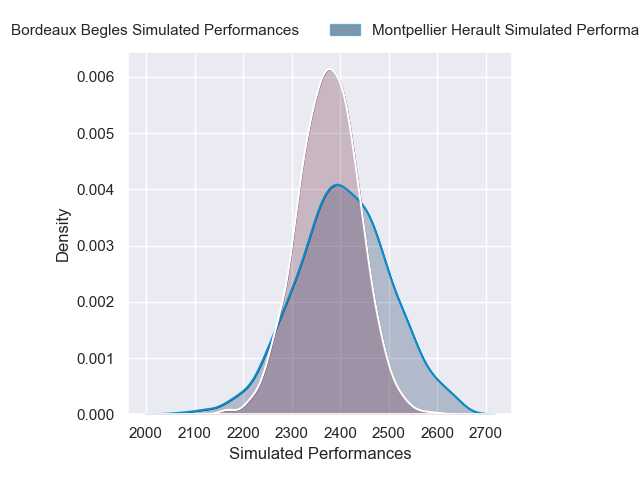 Bordeaux Begles Simulated Performances Montpellier Herault Simulated Performa
0.006
0.005
0.004
0.003
0.002
0.001
0.000
Density
2000 2100 2200 2300 2400 2500 2600 2700
Simulated Performances